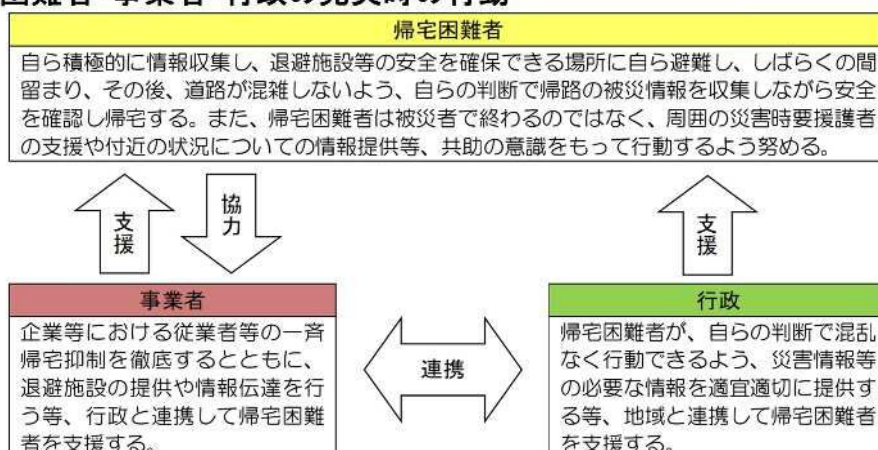 困難者・事業者・行政の発災時の行動
帰宅困難者
自ら積極的に情報収集し、退避施設等の安全を確保できる場所に自ら避難し、しばらくの間
留まり、その後、道路が混雑しないよう、自らの判断で帰路の被災情報を収集しながら安全
を確認し帰宅する。また、帰宅困難者は被災者で終わるのではなく、周囲の災害時要援護者
の支援や付近の状況についての情報提供等、共助の意識をもって行動するよう努める。
支援
協力
支援
事業者
企業等における従業者等の一斉
帰宅抑制を徹底するとともに、
退避施設の提供や情報伝達を行
う等、行政と連携して帰宅困難
者を支援する。
連携
行政
帰宅困難者が、自らの判断で混乱
なく行動できるよう、災害情報等
の必要な情報を適宜適切に提供す
る等、地域と連携して帰宅困難者
を支援する。